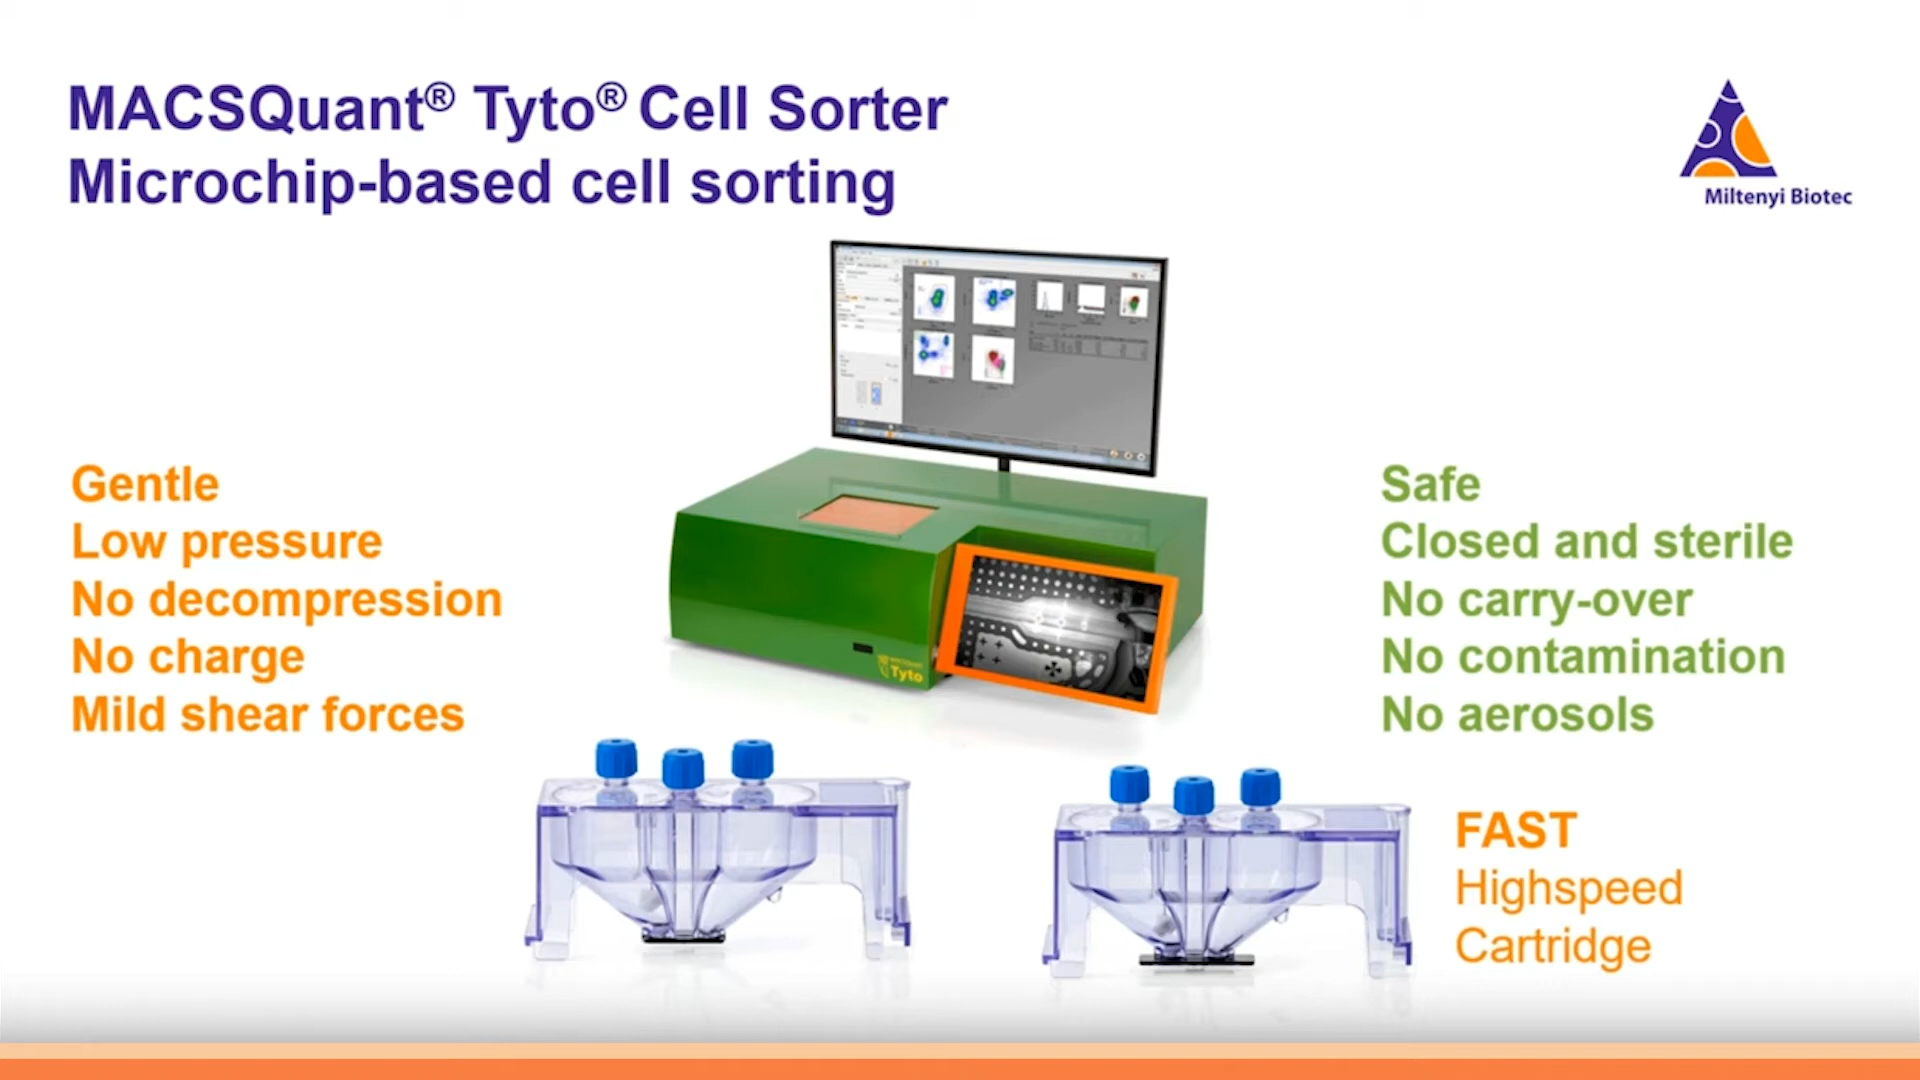 MACSQuant® Tyto® Cell Sorter
Microchip-based cell sorting
Miltenyi Biotec
Gentle
Low pressure
No decompression
No charge
Mild shear forces
Safe
Closed and sterile
No carry-over
No contamination
No aerosols
Tyto
FAST
Highspeed
Cartridge